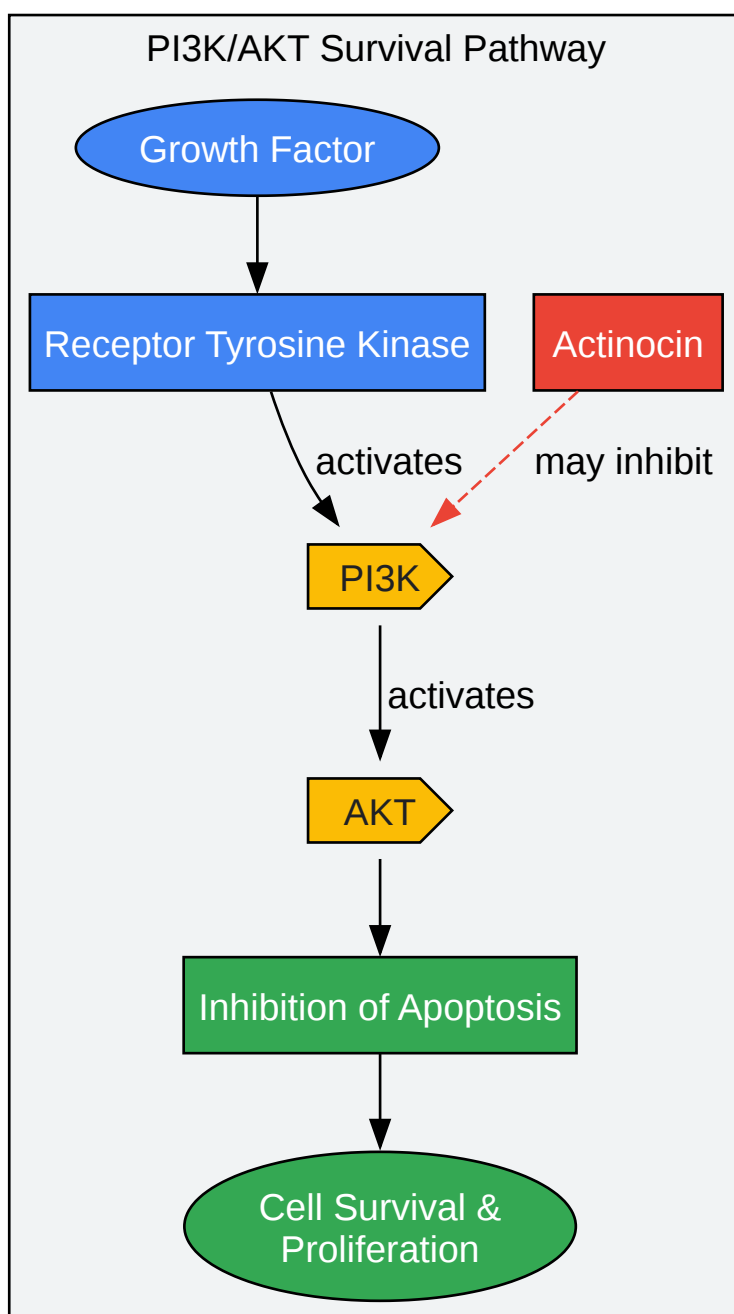 PI3K/AKT Survival Pathway
Growth Factor
Receptor Tyrosine Kinase
Actinocin
activates
may inhibit
PI3K
activates
AKT
Inhibition of Apoptosis
Cell Survival &
Proliferation